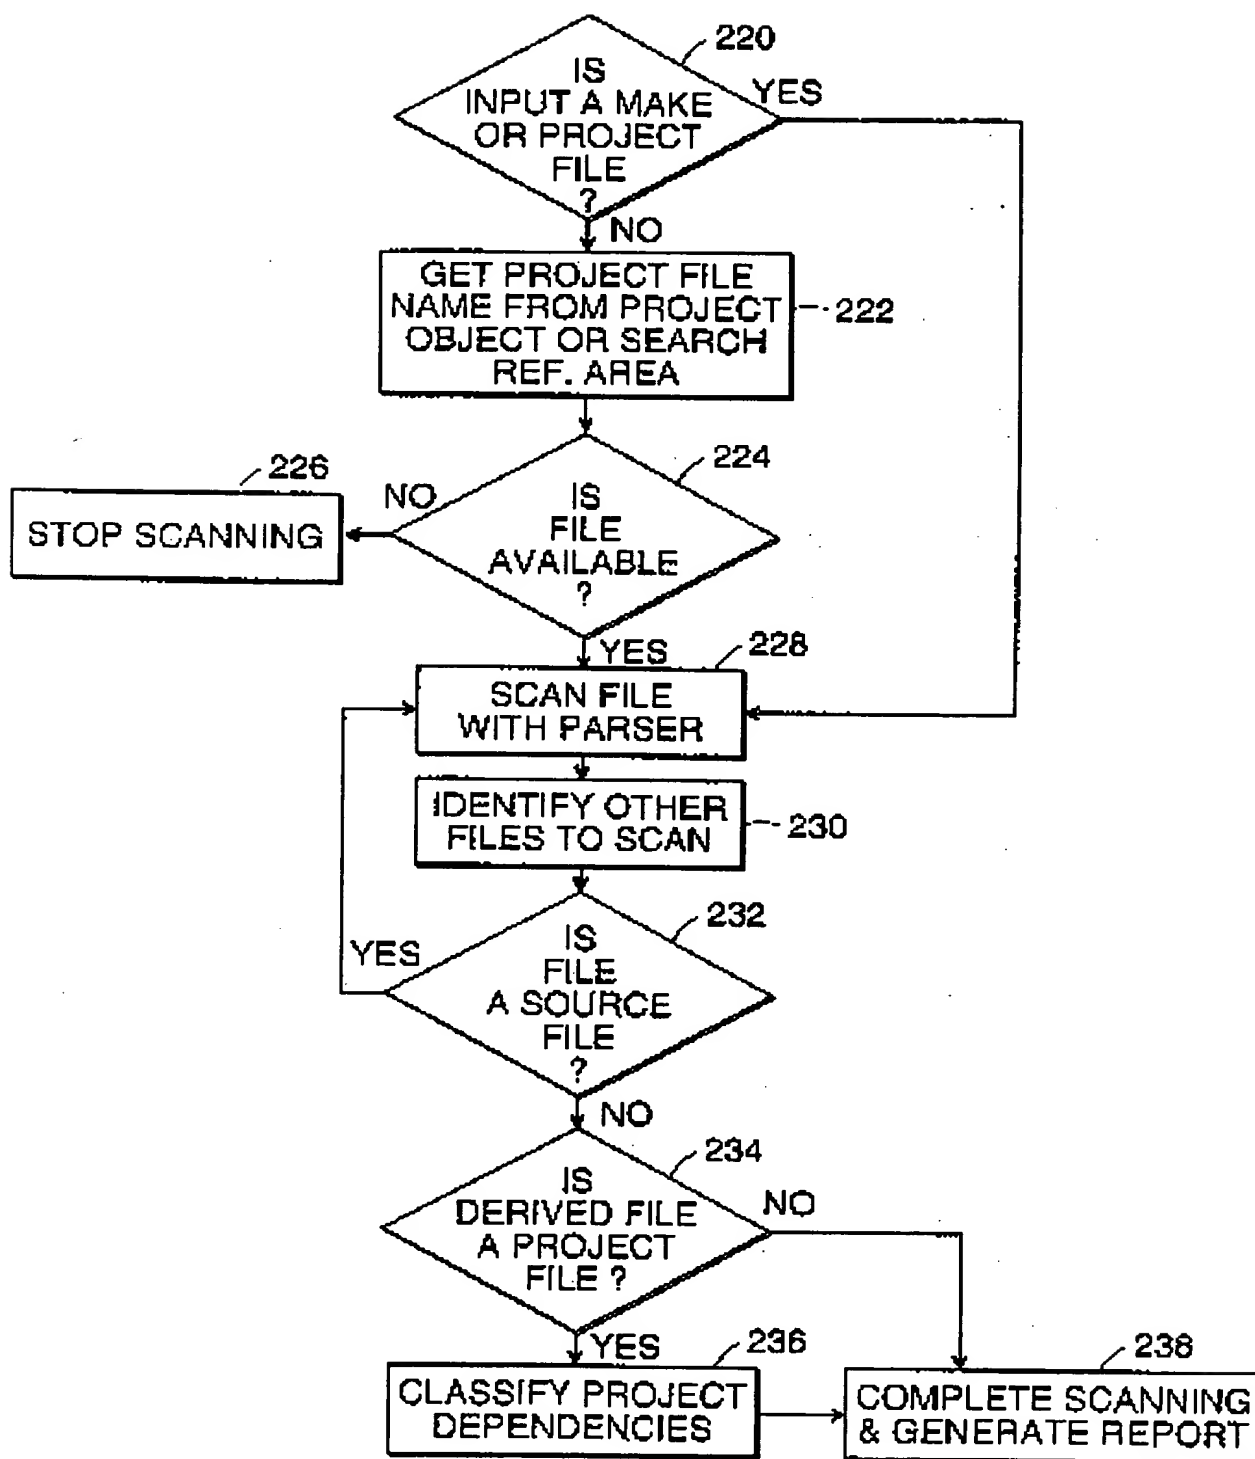 220
IS
INPUT A MAKE
OR PROJECT
FILE
?
YES
NO
GET PROJECT FILE
NAME FROM PROJECT
OBJECT OR SEARCH
REF. AREA
222
224
226
NO
IS
FILE
AVAILABLE
?
STOP SCANNING
YES
228
SCAN FILE
WITH PARSER
IDENTIFY OTHER
FILES TO SCAN
230
232
YES
IS
FILE
A SOURCE
FILE
?
NO
234
IS
DERIVED FILE
A PROJECT
FILE ?
NO
YES
236
238
CLASSIFY PROJECT
DEPENDENCIES
COMPLETE SCANNING
& GENERATE REPORT